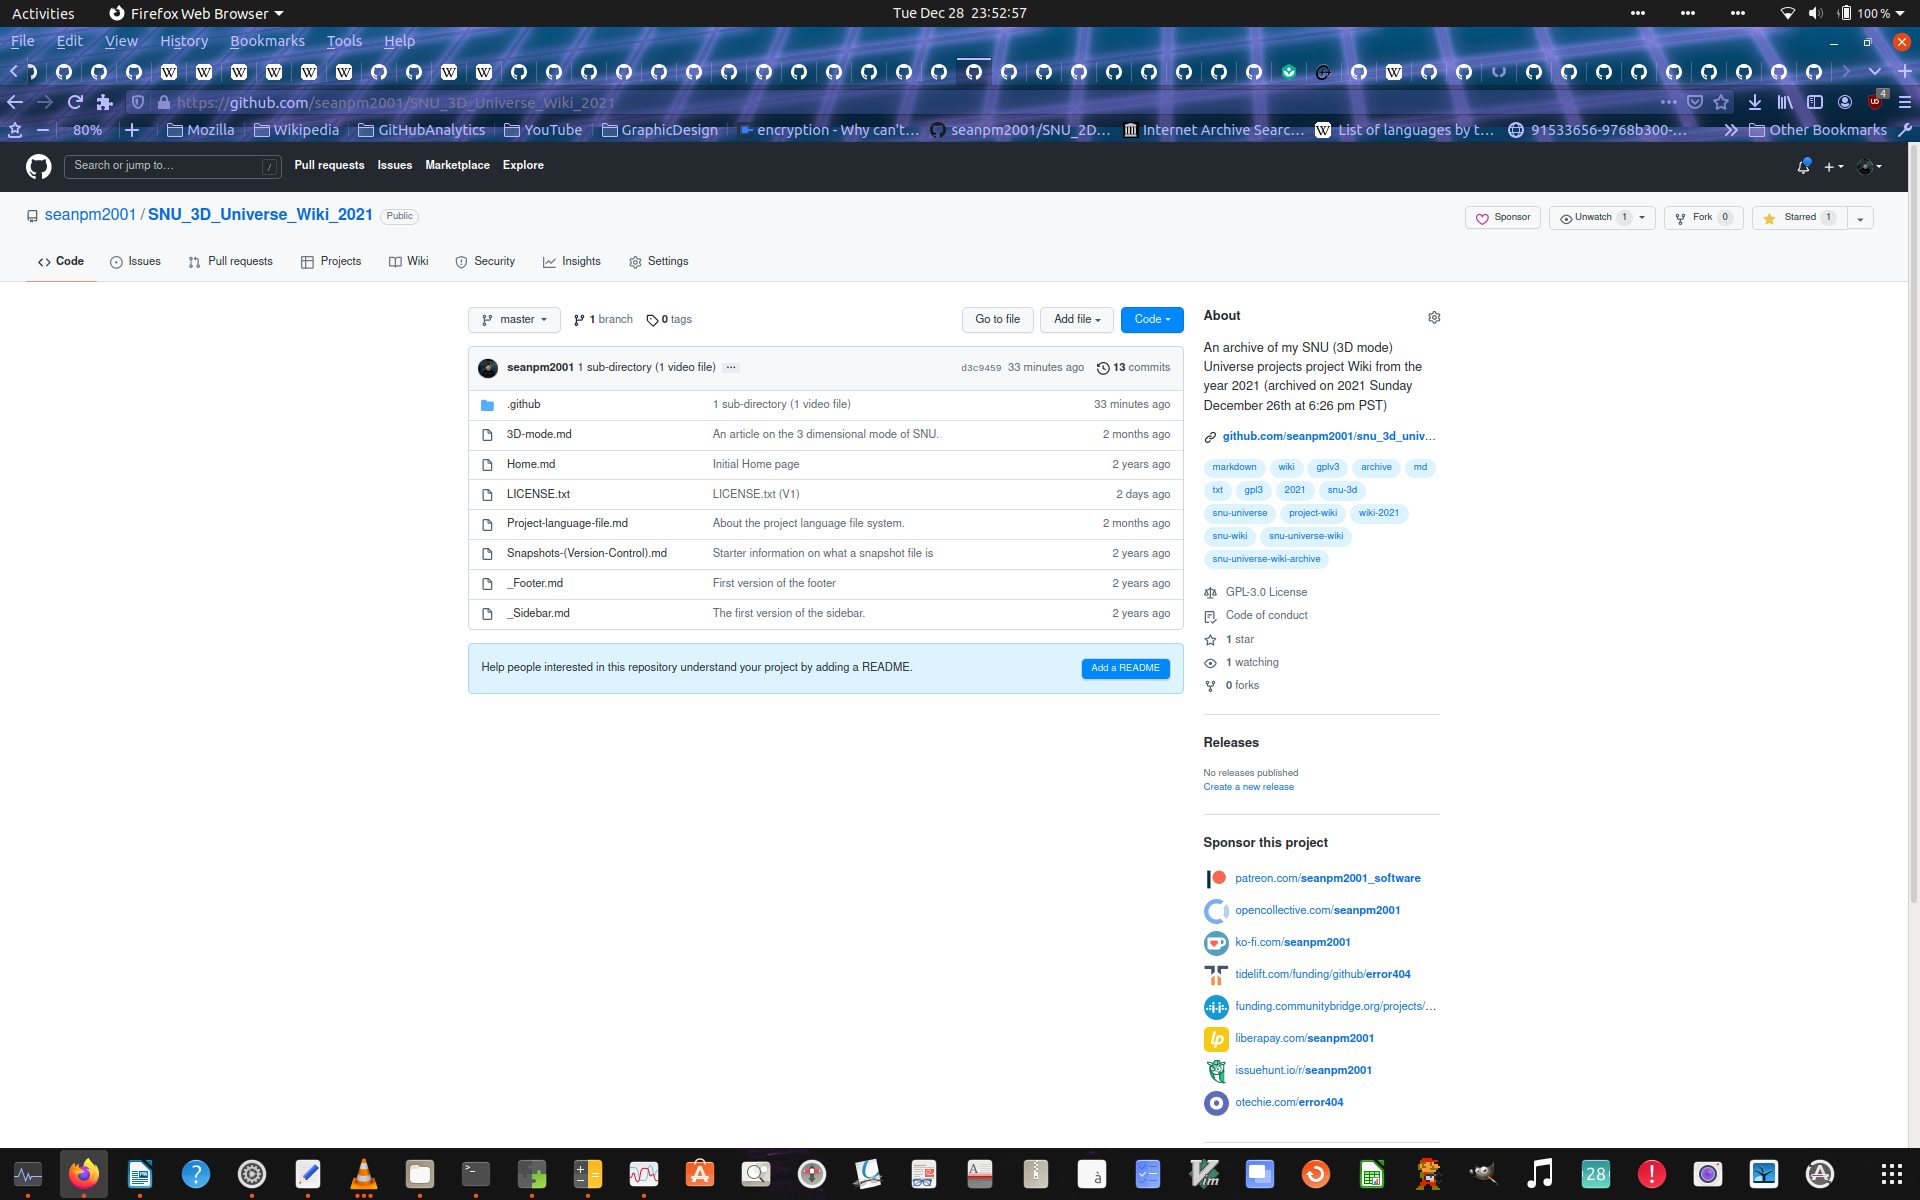 Activities Firefox Web Browser Tue Dec 28 23:52:57 100 %
File Edit View History Bookmarks Tools Help
https://github.com/seanpm2001/SNU_3D_Universe_Wiki_2021 4
80% Mozilla Wikipedia GitHubAnalytics YouTube GraphicDesign encryption - Why can't… seanpm2001/SNU_2D… Internet Archive Searc… List of languages by t… 91533656-9768b300-… Other Bookmarks
Search or jump to… / Pull requests Issues Marketplace Explore
seanpm2001 / SNU_3D_Universe_Wiki_2021 Public Sponsor Unwatch 1 Fork 0 Starred 1
Code Issues Pull requests Projects Wiki Security Insights Settings
master 1 branch 0 tags Go to file Add file Code
seanpm2001 1 sub-directory (1 video file) … d3c9459 33 minutes ago 13 commits
.github 1 sub-directory (1 video file) 33 minutes ago
3D-mode.md An article on the 3 dimensional mode of SNU. 2 months ago
Home.md Initial Home page 2 years ago
LICENSE.txt LICENSE.txt (V1) 2 days ago
Project-language-file.md About the project language file system. 2 months ago
Snapshots-(Version-Control).md Starter information on what a snapshot file is 2 years ago
_Footer.md First version of the footer 2 years ago
_Sidebar.md The first version of the sidebar. 2 years ago
Help people interested in this repository understand your project by adding a README. Add a README
About
An archive of my SNU (3D mode)
Universe projects project Wiki from the
year 2021 (archived on 2021 Sunday
December 26th at 6:26 pm PST)
github.com/seanpm2001/snu_3d_univ…
markdown wiki gplv3 archive md
txt gpl3 2021 snu-3d
snu-universe project-wiki wiki-2021
snu-wiki snu-universe-wiki
snu-universe-wiki-archive
GPL-3.0 License
Code of conduct
1 star
1 watching
0 forks
Releases
No releases published
Create a new release
Sponsor this project
patreon.com/seanpm2001_software
opencollective.com/seanpm2001
ko-fi.com/seanpm2001
tidelift.com/funding/github/error404
funding.communitybridge.org/projects/…
liberapay.com/seanpm2001
issuehunt.io/r/seanpm2001
otechie.com/error404
28